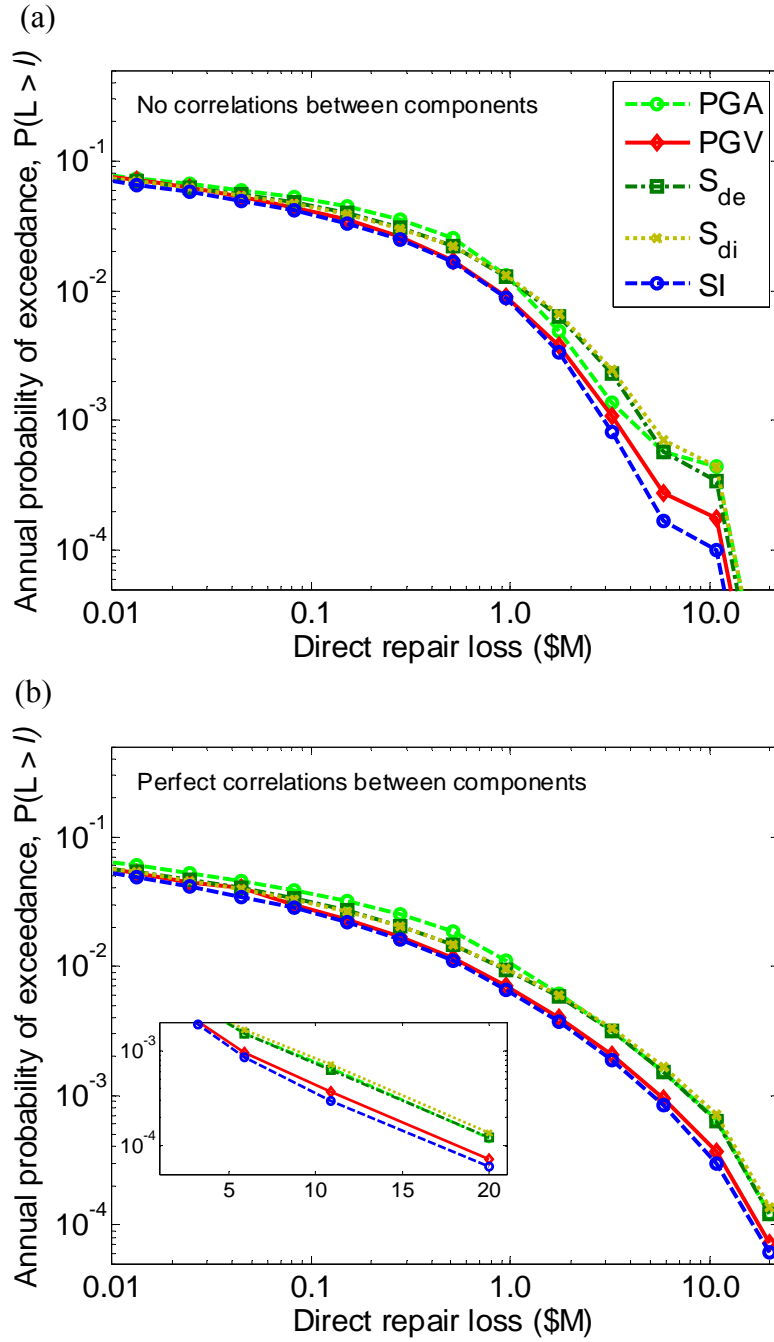 (a)
Annual probability of exceedance, P(L > l)
No correlations between components
PGA
PGV
S_de
S_di
SI
10^-1
10^-2
10^-3
10^-4
0.01 0.1 1.0 10.0
Direct repair loss ($M)
(b)
Annual probability of exceedance, P(L > l)
Perfect correlations between components
10^-1
10^-2
10^-3
10^-4
10^-3
10^-4
5 10 15 20
0.01 0.1 1.0 10.0
Direct repair loss ($M)